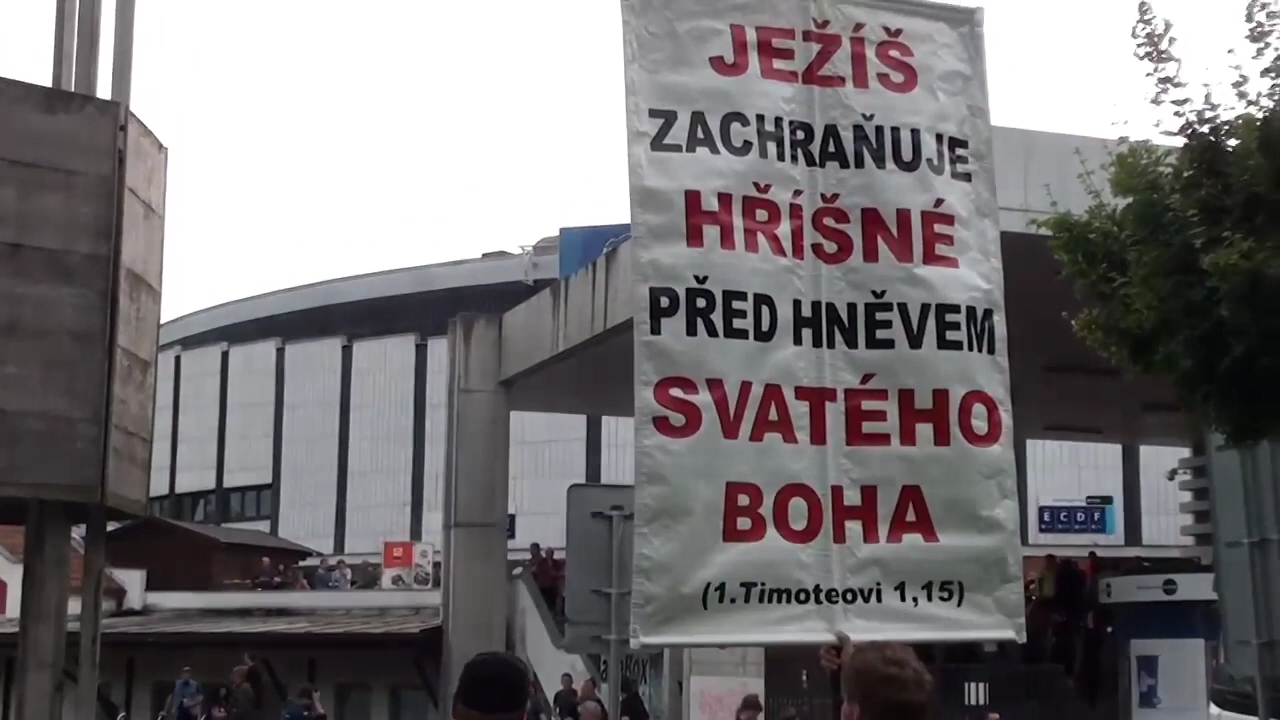 JEŽÍŠ
ZACHRAŇUJE
HŘÍŠNÉ
PŘED HNĚVEM
SVATÉHO
BOHA
(1.Timoteovi 1,15)
E C D F